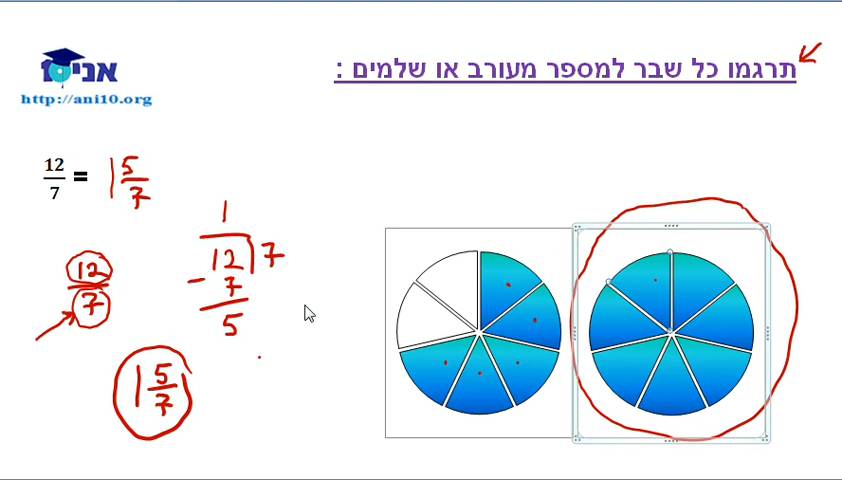 תרגמו כל שבר למספר מעורב או שלמים :
אני10
http://ani10.org
12/7 = 1 5/7
1
12 7
- 7
5
12/7
1 5/7